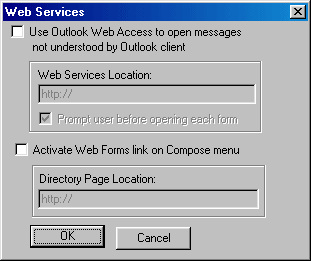 Web Services
Use Outlook Web Access to open messages
not understood by Outlook client
Web Services Location:
http://
Prompt user before opening each form
Activate Web Forms link on Compose menu
Directory Page Location:
http://
OK
Cancel